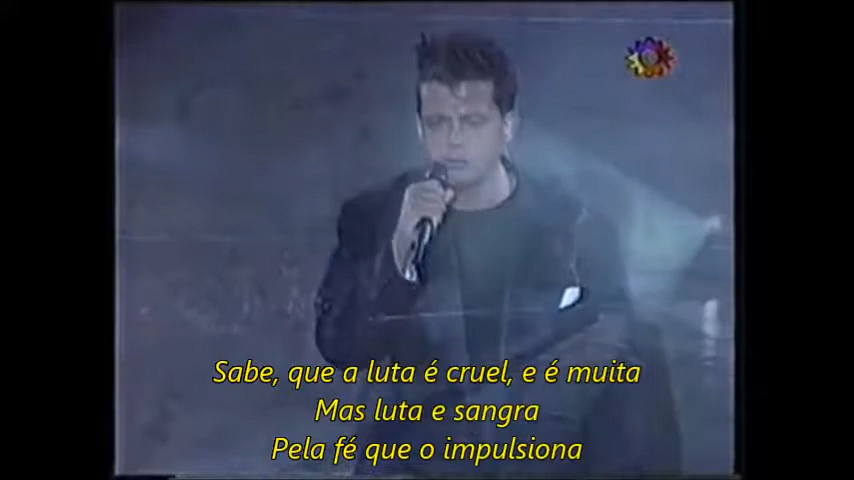 Sabe, que a luta é cruel, e é muita
Mas luta e sangra
Pela fé que o impulsiona